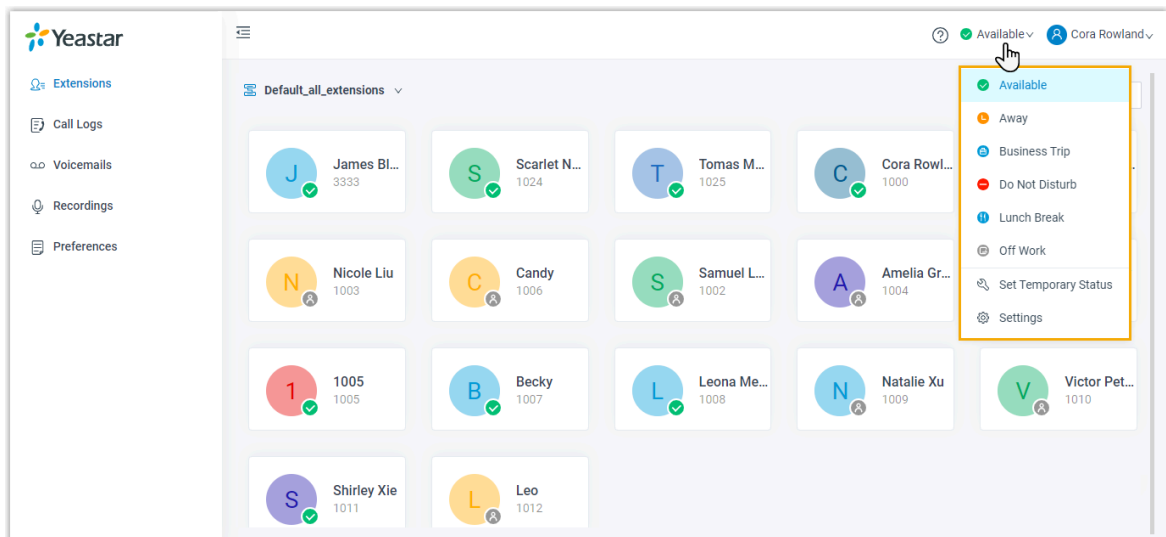 Yeastar
Available
Cora Rowland
Extensions
Call Logs
Voicemails
Recordings
Preferences
Default_all_extensions
Available
Away
Business Trip
Do Not Disturb
Lunch Break
Off Work
Set Temporary Status
Settings
J
James Bl...
3333
S
Scarlet N...
1024
T
Tomas M...
1025
C
Cora Rowl...
1000
N
Nicole Liu
1003
C
Candy
1006
S
Samuel L...
1002
A
Amelia Gr...
1004
1
1005
1005
B
Becky
1007
L
Leona Me...
1008
N
Natalie Xu
1009
V
Victor Pet...
1010
S
Shirley Xie
1011
L
Leo
1012